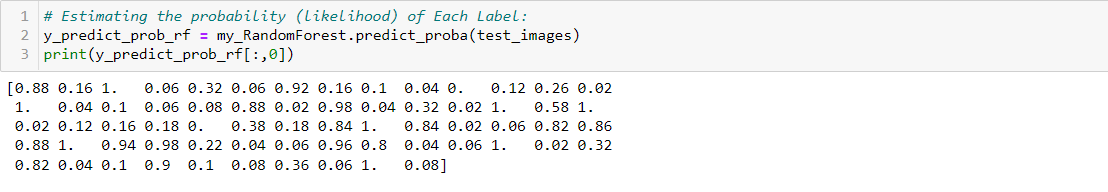 1 # Estimating the probability (likelihood) of Each Label:
2 y_predict_prob_rf = my_RandomForest.predict_proba(test_images)
3 print(y_predict_prob_rf[:,0])
[0.88 0.16 1.   0.06 0.32 0.06 0.92 0.16 0.1  0.04 0.   0.12 0.26 0.02
 1.   0.04 0.1  0.06 0.08 0.88 0.02 0.98 0.04 0.32 0.02 1.   0.58 1.
 0.02 0.12 0.16 0.18 0.   0.38 0.18 0.84 1.   0.84 0.02 0.06 0.82 0.86
 0.88 1.   0.94 0.98 0.22 0.04 0.06 0.96 0.8  0.04 0.06 1.   0.02 0.32
 0.82 0.04 0.1  0.9  0.1  0.08 0.36 0.06 1.   0.08]